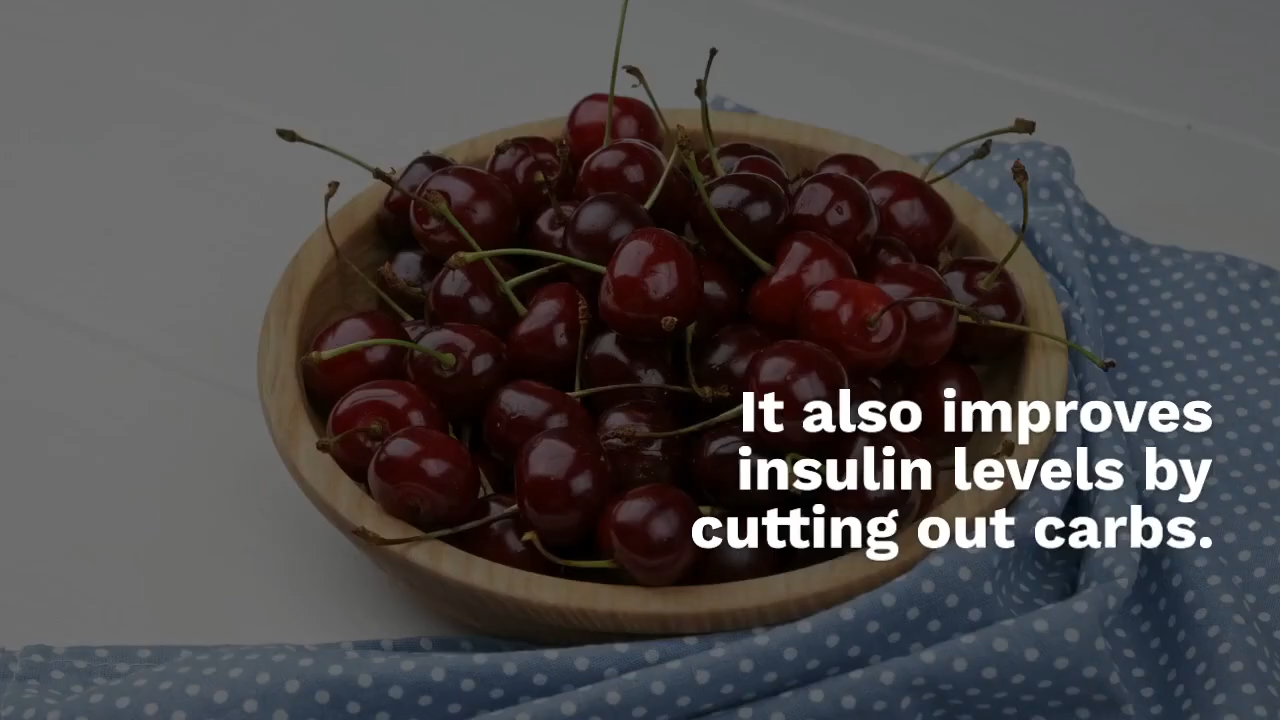 It also improves
insulin levels by
cutting out carbs.